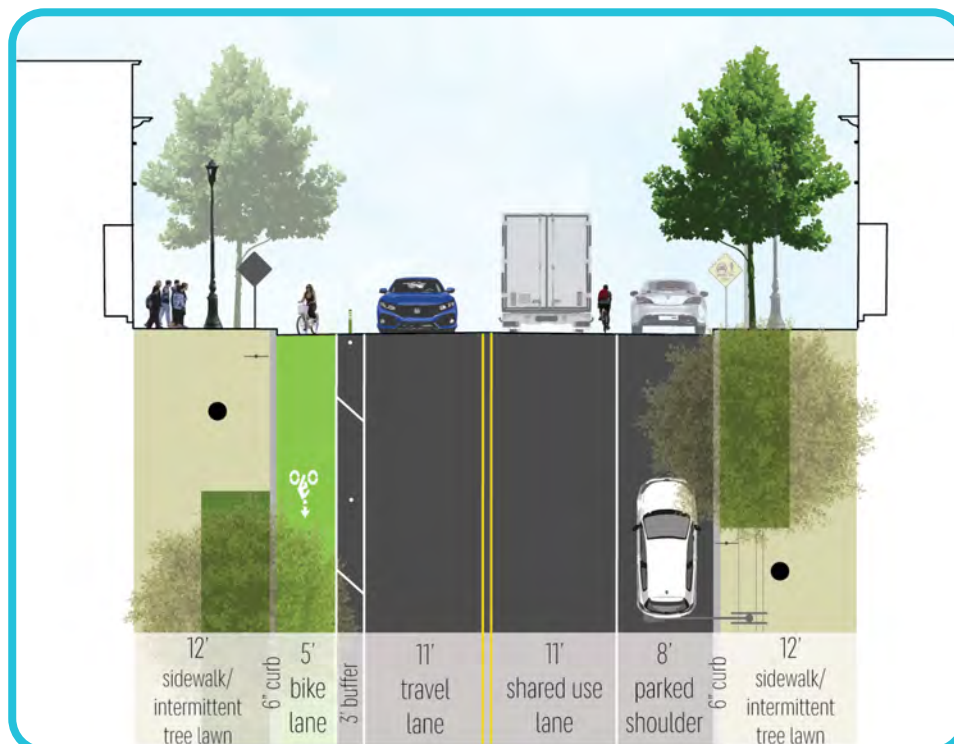 12'
sidewalk/
intermittent
tree lawn
6" curb
5'
bike
lane
3' buffer
11'
travel
lane
11'
shared use
lane
8'
parked
shoulder
6" curb
12'
sidewalk/
intermittent
tree lawn